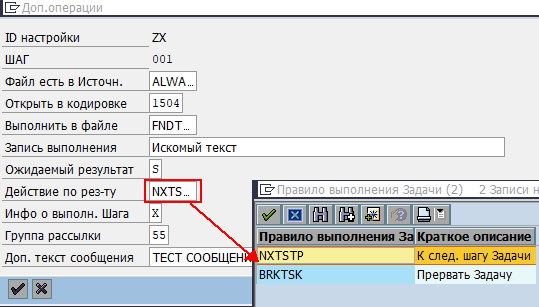 Доп.операции
ID настройки ZX
ШАГ 001
Файл есть в Источн. ALWA...
Открыть в кодировке 1504
Выполнить в файле FNDT...
Запись выполнения Искомый текст
Ожидаемый результат S
Действие по рез-ту NXTS...
Инфо о выполн. Шага X
Группа рассылки 55
Доп. текст сообщения ТЕСТ СООБЩЕН
Правило выполнения Задачи (2) 2 Записи н
Правило выполнения За Краткое описание
NXTSTP К след. шагу Задачи
BRKTSK Прервать Задачу